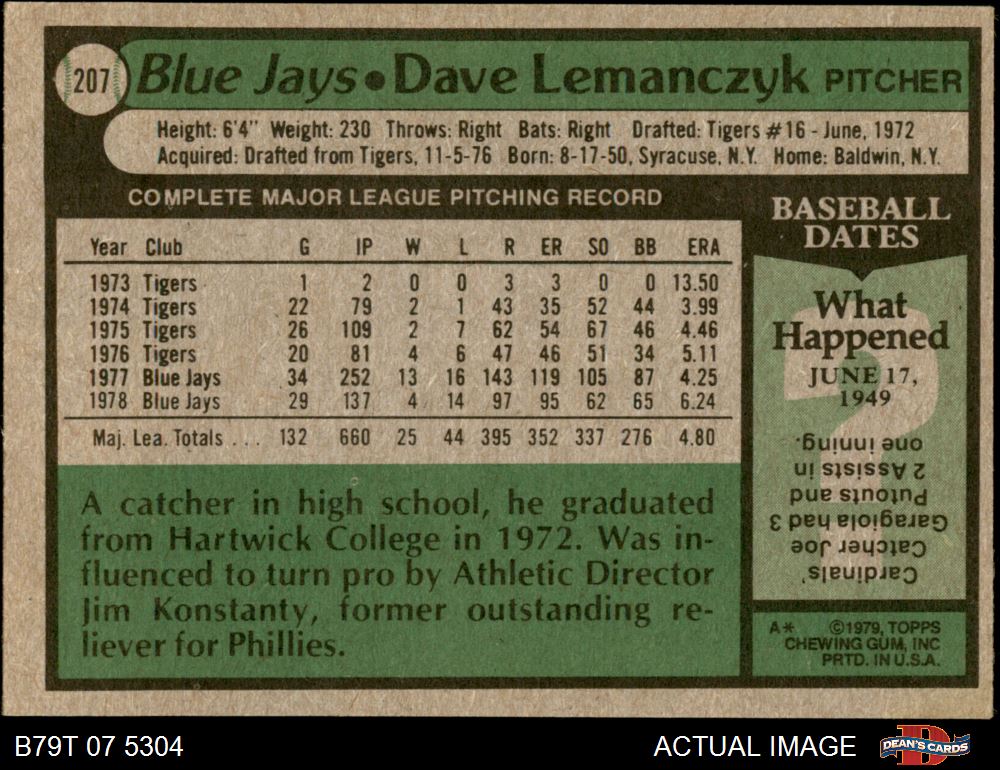 207 Blue Jays • Dave Lemanczyk PITCHER
Height: 6'4" Weight: 230 Throws: Right Bats: Right Drafted: Tigers #16 - June, 1972
Acquired: Drafted from Tigers, 11-5-76 Born: 8-17-50, Syracuse, N.Y. Home: Baldwin, N.Y.
COMPLETE MAJOR LEAGUE PITCHING RECORD
Year Club G IP W L R ER SO BB ERA
1973 Tigers 1 2 0 0 3 3 0 0 13.50
1974 Tigers 22 79 2 1 43 35 52 44 3.99
1975 Tigers 26 109 2 7 62 54 67 46 4.46
1976 Tigers 20 81 4 6 47 46 51 34 5.11
1977 Blue Jays 34 252 13 16 143 119 105 87 4.25
1978 Blue Jays 29 137 4 14 97 95 62 65 6.24
Maj. Lea. Totals ... 132 660 25 44 395 352 337 276 4.80
A catcher in high school, he graduated
from Hartwick College in 1972. Was in-
fluenced to turn pro by Athletic Director
Jim Konstanty, former outstanding re-
liever for Phillies.
BASEBALL
DATES
What
Happened
JUNE 17,
1949
Cardinals'
Catcher Joe
Garagiola had 3
Putouts and
2 Assists in
one inning.
A* ©1979, TOPPS
CHEWING GUM, INC
PRTD. IN U.S.A.
B79T 07 5304
ACTUAL IMAGE
DEAN'S CARDS